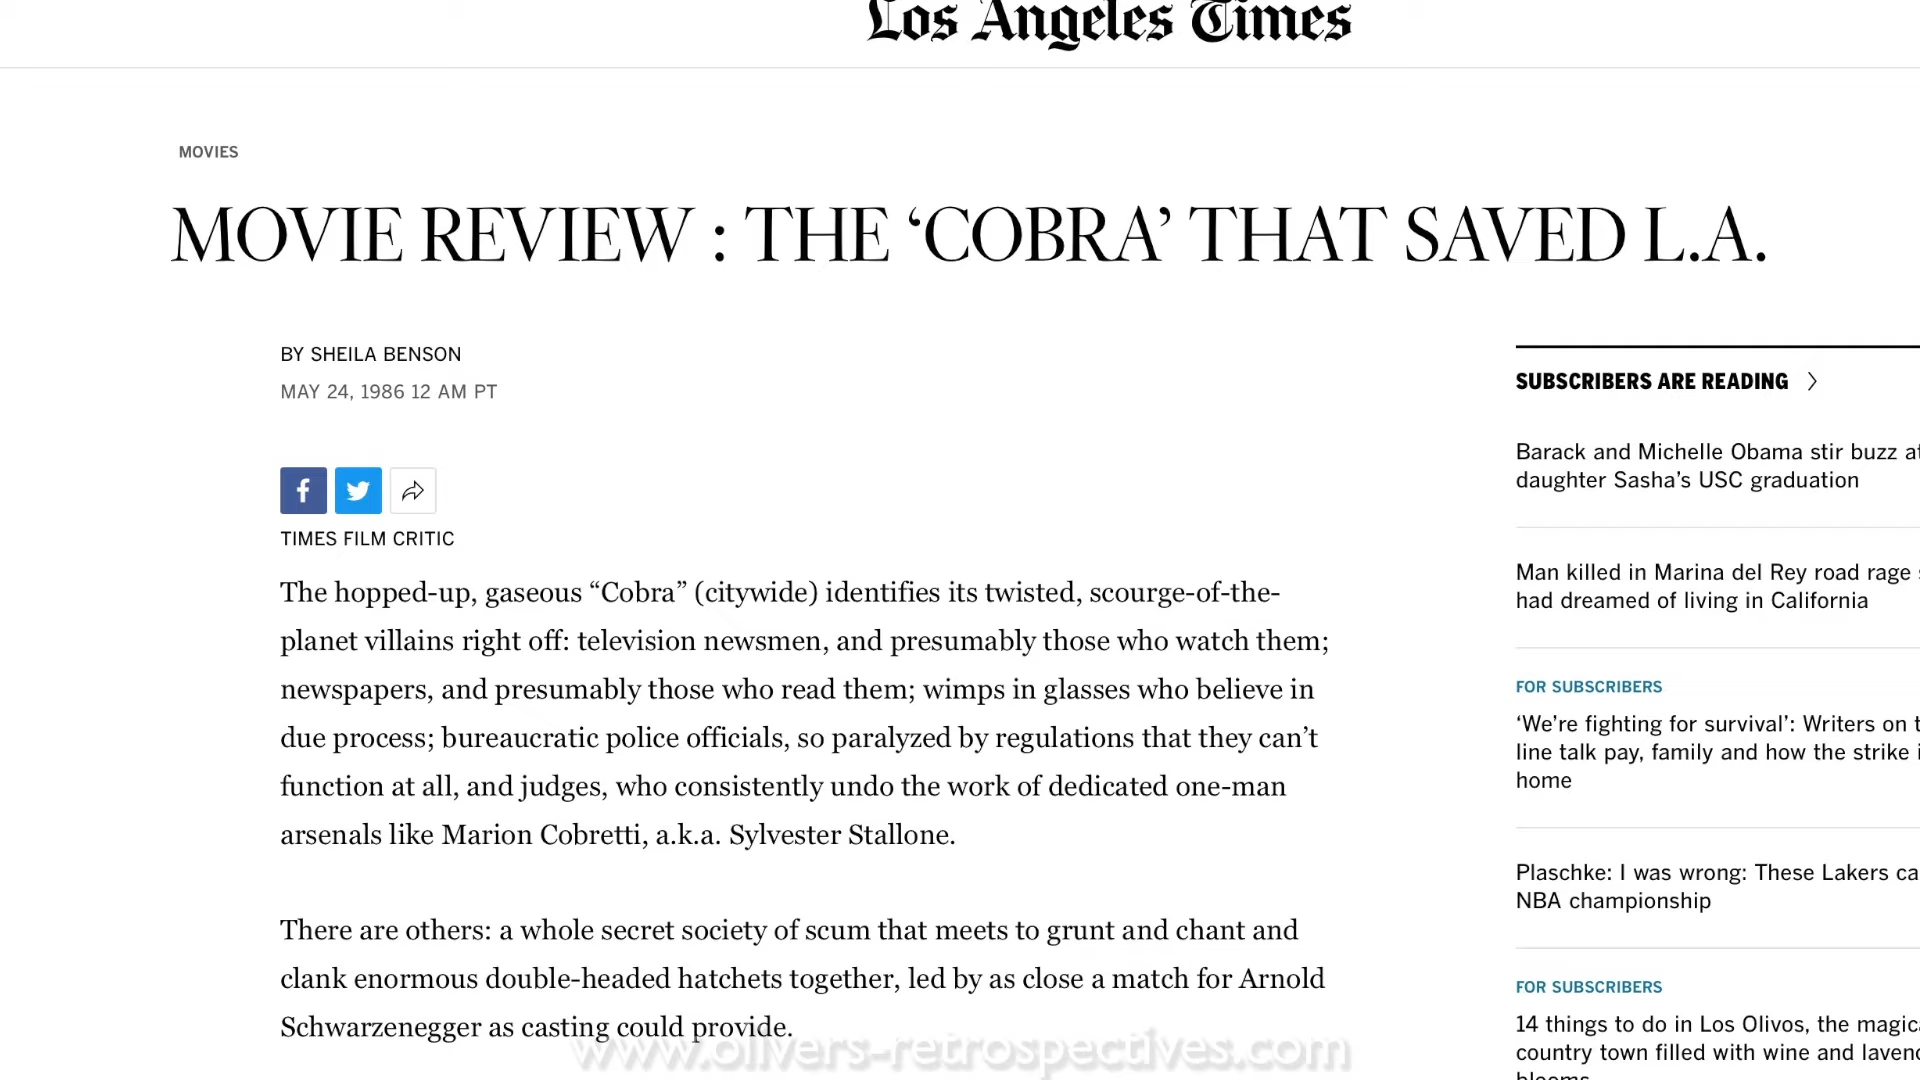 Los Angeles Times
MOVIES
MOVIE REVIEW : THE ‘COBRA’ THAT SAVED L.A.
BY SHEILA BENSON
MAY 24, 1986 12 AM PT
TIMES FILM CRITIC
The hopped-up, gaseous “Cobra” (citywide) identifies its twisted, scourge-of-the-
planet villains right off: television newsmen, and presumably those who watch them;
newspapers, and presumably those who read them; wimps in glasses who believe in
due process; bureaucratic police officials, so paralyzed by regulations that they can’t
function at all, and judges, who consistently undo the work of dedicated one-man
arsenals like Marion Cobretti, a.k.a. Sylvester Stallone.
There are others: a whole secret society of scum that meets to grunt and chant and
clank enormous double-headed hatchets together, led by as close a match for Arnold
Schwarzenegger as casting could provide.
SUBSCRIBERS ARE READING
Barack and Michelle Obama stir buzz
daughter Sasha’s USC graduation
Man killed in Marina del Rey road rage
had dreamed of living in California
FOR SUBSCRIBERS
‘We’re fighting for survival’: Writers on
line talk pay, family and how the strike
home
Plaschke: I was wrong: These Lakers
NBA championship
FOR SUBSCRIBERS
14 things to do in Los Olivos, the
country town filled with wine and
www.olivers-retrospectives.com